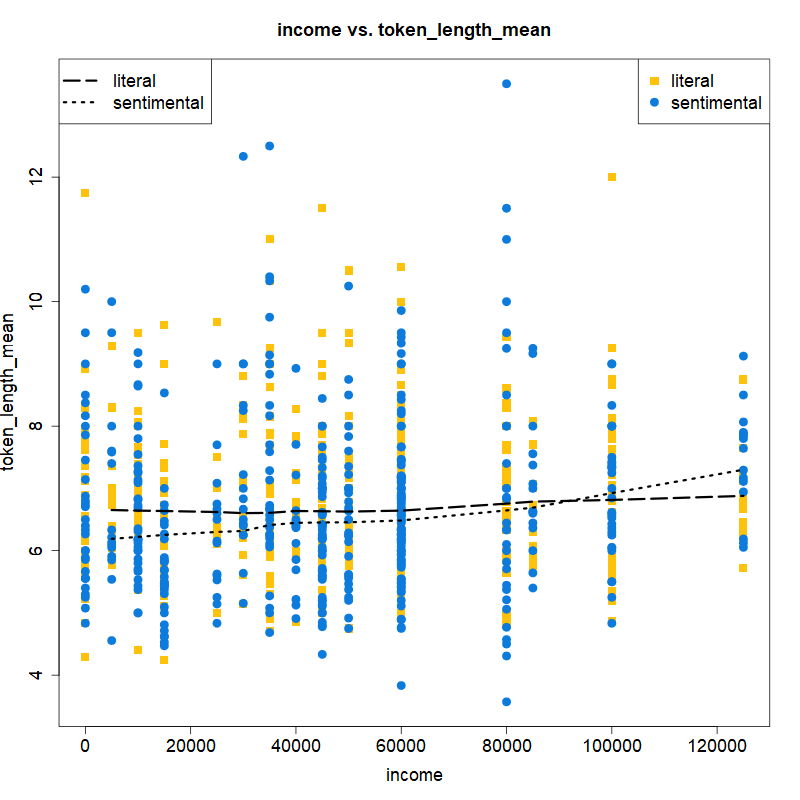 income vs. token_length_mean
literal
sentimental
literal
sentimental
token_length_mean
12
10
8
6
4
0 20000 40000 60000 80000 100000 120000
income